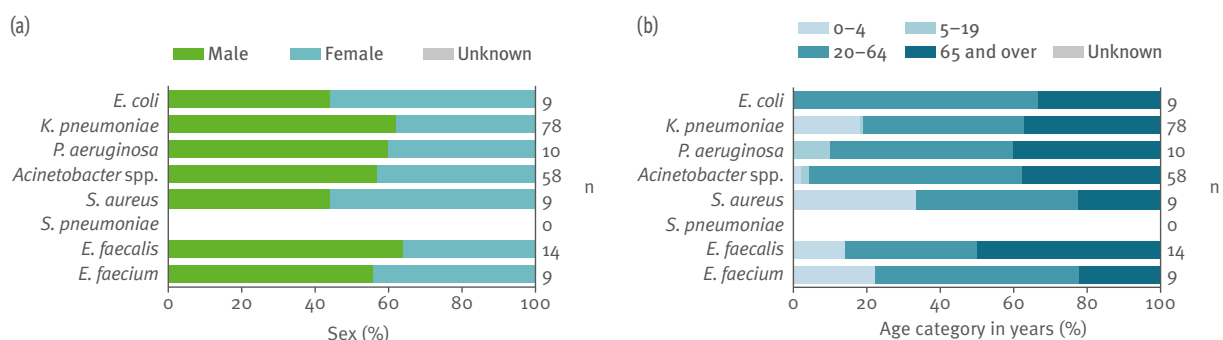 (a)
Male Female Unknown
E. coli 9
K. pneumoniae 78
P. aeruginosa 10
Acinetobacter spp. 58
S. aureus 9
S. pneumoniae 0
E. faecalis 14
E. faecium 9
n
0 20 40 60 80 100
Sex (%)
(b)
0–4 5–19
20–64 65 and over Unknown
E. coli 9
K. pneumoniae 78
P. aeruginosa 10
Acinetobacter spp. 58
S. aureus 9
S. pneumoniae 0
E. faecalis 14
E. faecium 9
n
0 20 40 60 80 100
Age category in years (%)